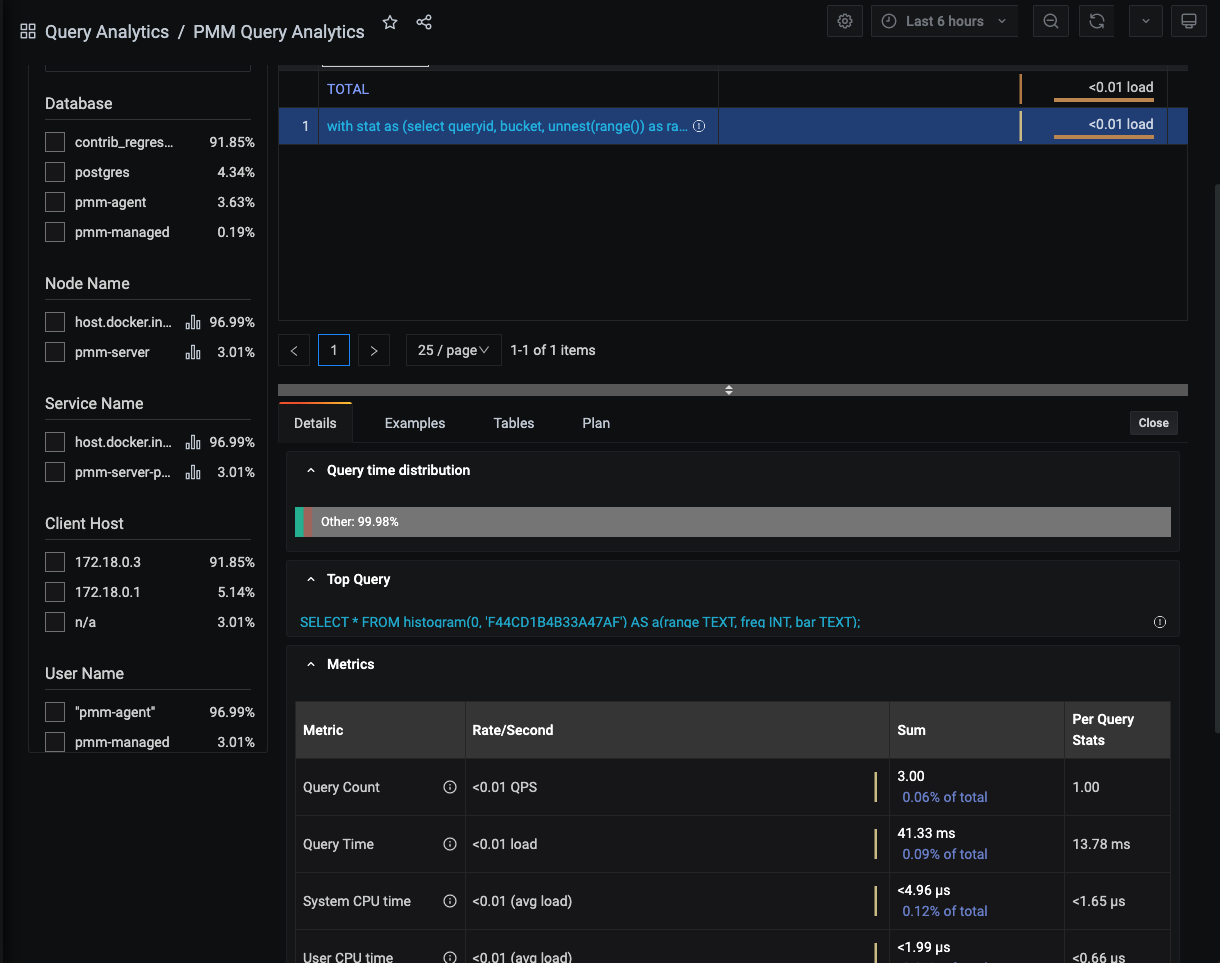 Query Analytics / PMM Query Analytics
Last 6 hours
Database
contrib_regres... 91.85%
postgres 4.34%
pmm-agent 3.63%
pmm-managed 0.19%
Node Name
host.docker.in... 96.99%
pmm-server 3.01%
Service Name
host.docker.in... 96.99%
pmm-server-p... 3.01%
Client Host
172.18.0.3 91.85%
172.18.0.1 5.14%
n/a 3.01%
User Name
"pmm-agent" 96.99%
pmm-managed 3.01%
TOTAL <0.01 load
1 with stat as (select queryid, bucket, unnest(range()) as ra... <0.01 load
1 25 / page 1-1 of 1 items
Details Examples Tables Plan Close
Query time distribution
Other: 99.98%
Top Query
SELECT * FROM histogram(0, 'F44CD1B4B33A47AF') AS a(range TEXT, freq INT, bar TEXT);
Metrics
Metric Rate/Second Sum Per Query Stats
Query Count <0.01 QPS 3.00 1.00
0.06% of total
Query Time <0.01 load 41.33 ms 13.78 ms
0.09% of total
System CPU time <0.01 (avg load) <4.96 µs <1.65 µs
0.12% of total
User CPU time <0.01 (avg load) <1.99 µs <0.66 µs